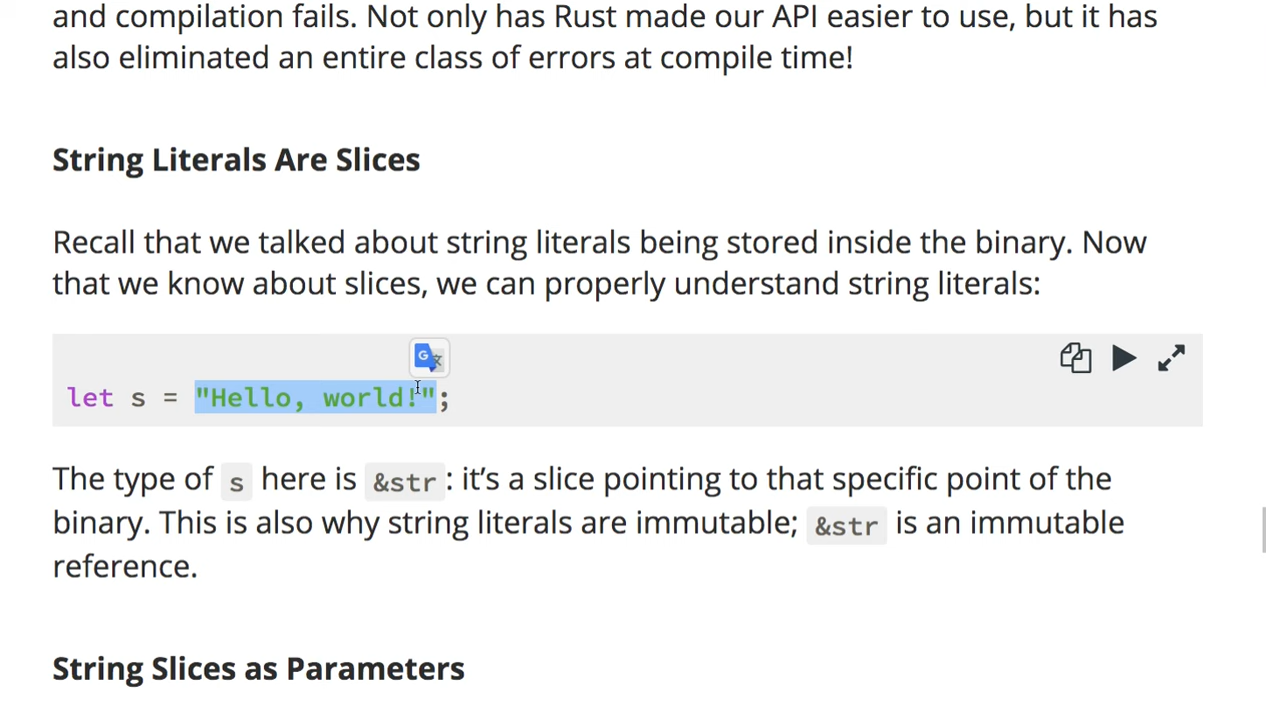 and compilation fails. Not only has Rust made our API easier to use, but it has
also eliminated an entire class of errors at compile time!
String Literals Are Slices
Recall that we talked about string literals being stored inside the binary. Now
that we know about slices, we can properly understand string literals:
let s = "Hello, world!";
The type of s here is &str: it’s a slice pointing to that specific point of the
binary. This is also why string literals are immutable; &str is an immutable
reference.
String Slices as Parameters